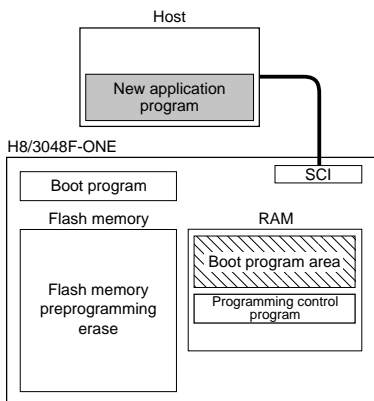 Host
New application
program
H8/3048F-ONE
SCI
Boot program
Flash memory
RAM
Boot program area
Flash memory
preprogramming
erase
Programming control
program